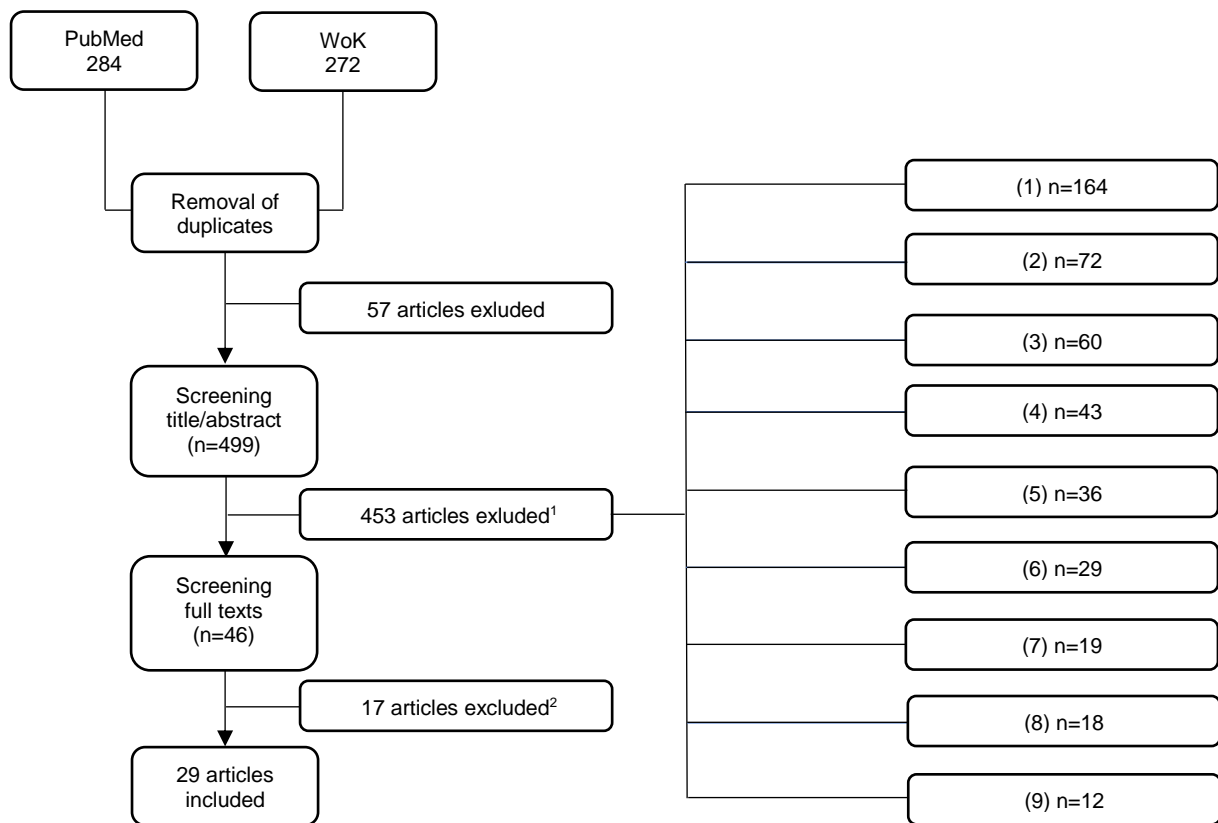 PubMed
284
WoK
272
Removal of
duplicates
57 articles exluded
Screening
title/abstract
(n=499)
453 articles exluded¹
Screening
full texts
(n=46)
17 articles excluded²
29 articles
included
(1) n=164
(2) n=72
(3) n=60
(4) n=43
(5) n=36
(6) n=29
(7) n=19
(8) n=18
(9) n=12